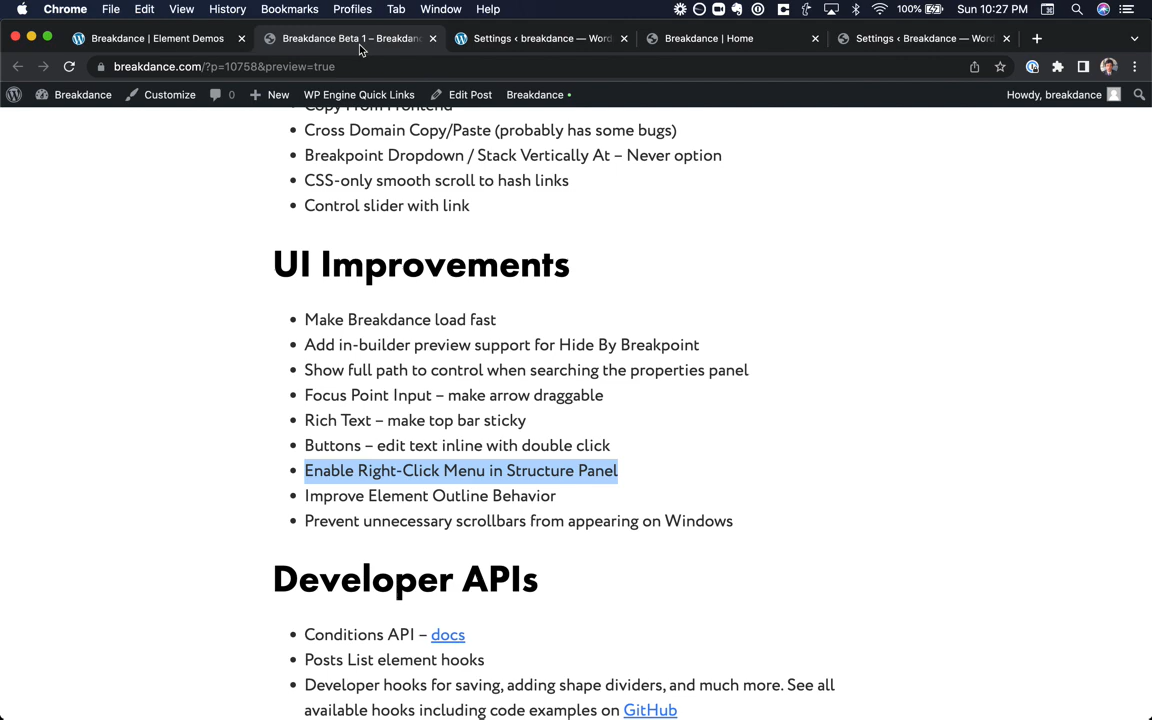 Chrome File Edit View History Bookmarks Profiles Tab Window Help 100% Sun 10:27 PM
Breakdance | Element Demos Breakdance Beta 1 – Breakdanc Settings ‹ breakdance — Word Breakdance | Home Settings ‹ Breakdance — Word
breakdance.com/?p=10758&preview=true
Breakdance Customize 0 New WP Engine Quick Links Edit Post Breakdance Howdy, breakdance
Copy From Frontend
Cross Domain Copy/Paste (probably has some bugs)
Breakpoint Dropdown / Stack Vertically At – Never option
CSS-only smooth scroll to hash links
Control slider with link
UI Improvements
Make Breakdance load fast
Add in-builder preview support for Hide By Breakpoint
Show full path to control when searching the properties panel
Focus Point Input – make arrow draggable
Rich Text – make top bar sticky
Buttons – edit text inline with double click
Enable Right-Click Menu in Structure Panel
Improve Element Outline Behavior
Prevent unnecessary scrollbars from appearing on Windows
Developer APIs
Conditions API – docs
Posts List element hooks
Developer hooks for saving, adding shape dividers, and much more. See all
available hooks including code examples on GitHub